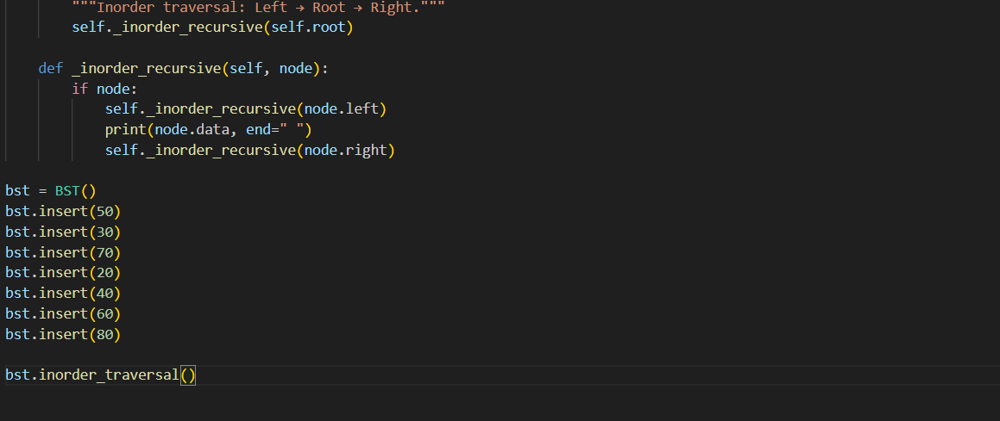 """Inorder traversal: Left → Root → Right."""
self._inorder_recursive(self.root)
def _inorder_recursive(self, node):
if node:
self._inorder_recursive(node.left)
print(node.data, end=" ")
self._inorder_recursive(node.right)
bst = BST()
bst.insert(50)
bst.insert(30)
bst.insert(70)
bst.insert(20)
bst.insert(40)
bst.insert(60)
bst.insert(80)
bst.inorder_traversal()